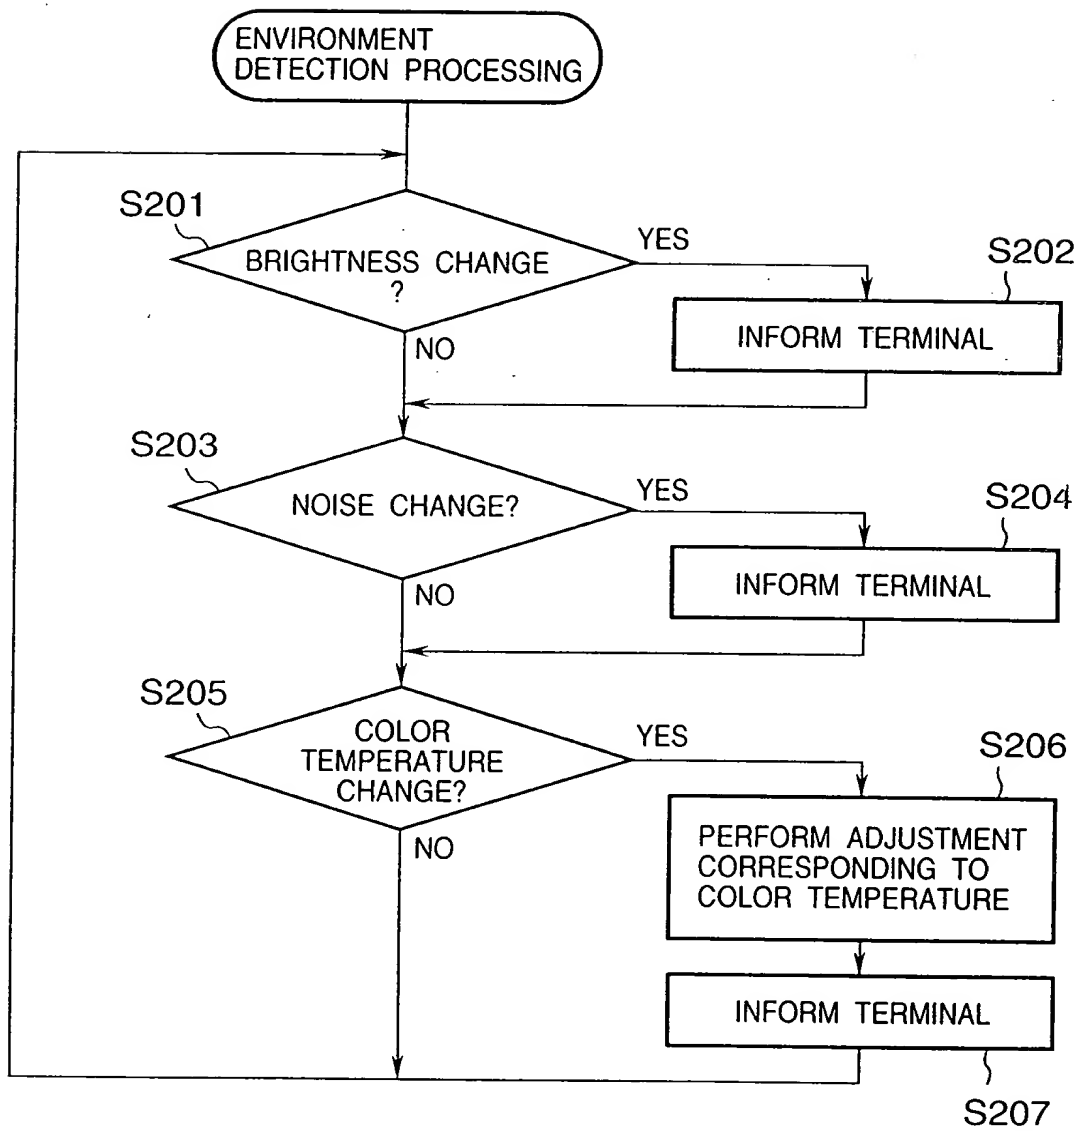 ENVIRONMENT
DETECTION PROCESSING
S201
BRIGHTNESS CHANGE
?
YES
S202
INFORM TERMINAL
NO
S203
NOISE CHANGE?
YES
S204
INFORM TERMINAL
NO
S205
COLOR
TEMPERATURE
CHANGE?
YES
S206
PERFORM ADJUSTMENT
CORRESPONDING TO
COLOR TEMPERATURE
NO
INFORM TERMINAL
S207